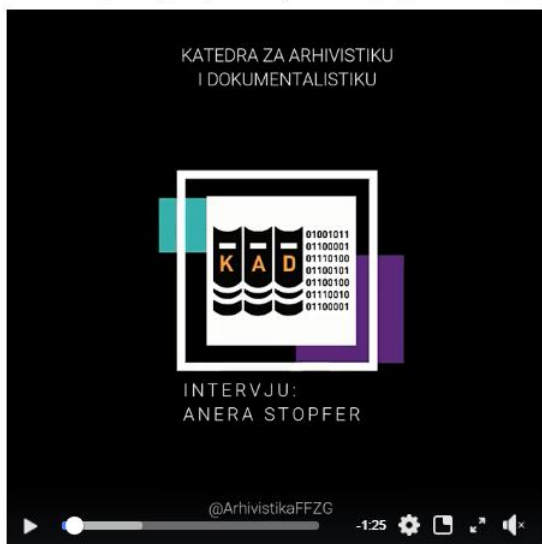 KATEDRA ZA ARHIVISTIKU
I DOKUMENTALISTIKU
K A D
01001011
01100001
01110100
01100101
01100100
01110010
01100001
INTERVJU:
ANERA STOPFER
@ArhivistikaFFZG
-1:25